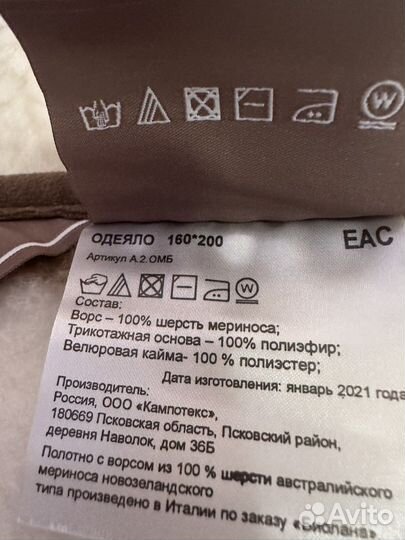 W
ОДЕЯЛО 160*200
EAC
Артикул А.2.ОМБ
W
Состав:
Ворс – 100% шерсть мериноса;
Трикотажная основа – 100% полиэфир;
Велюровая кайма- 100 % полиэстер;
Дата изготовления: январь 2021 года
Производитель:
Россия, ООО «Кампотекс»,
180669 Псковская область, Псковский район,
деревня Наволок, дом 36Б
Полотно с ворсом из 100 % шерсти австралийского
мериноса новозеландского
типа произведено в Италии по заказу «Биолана»
Avito